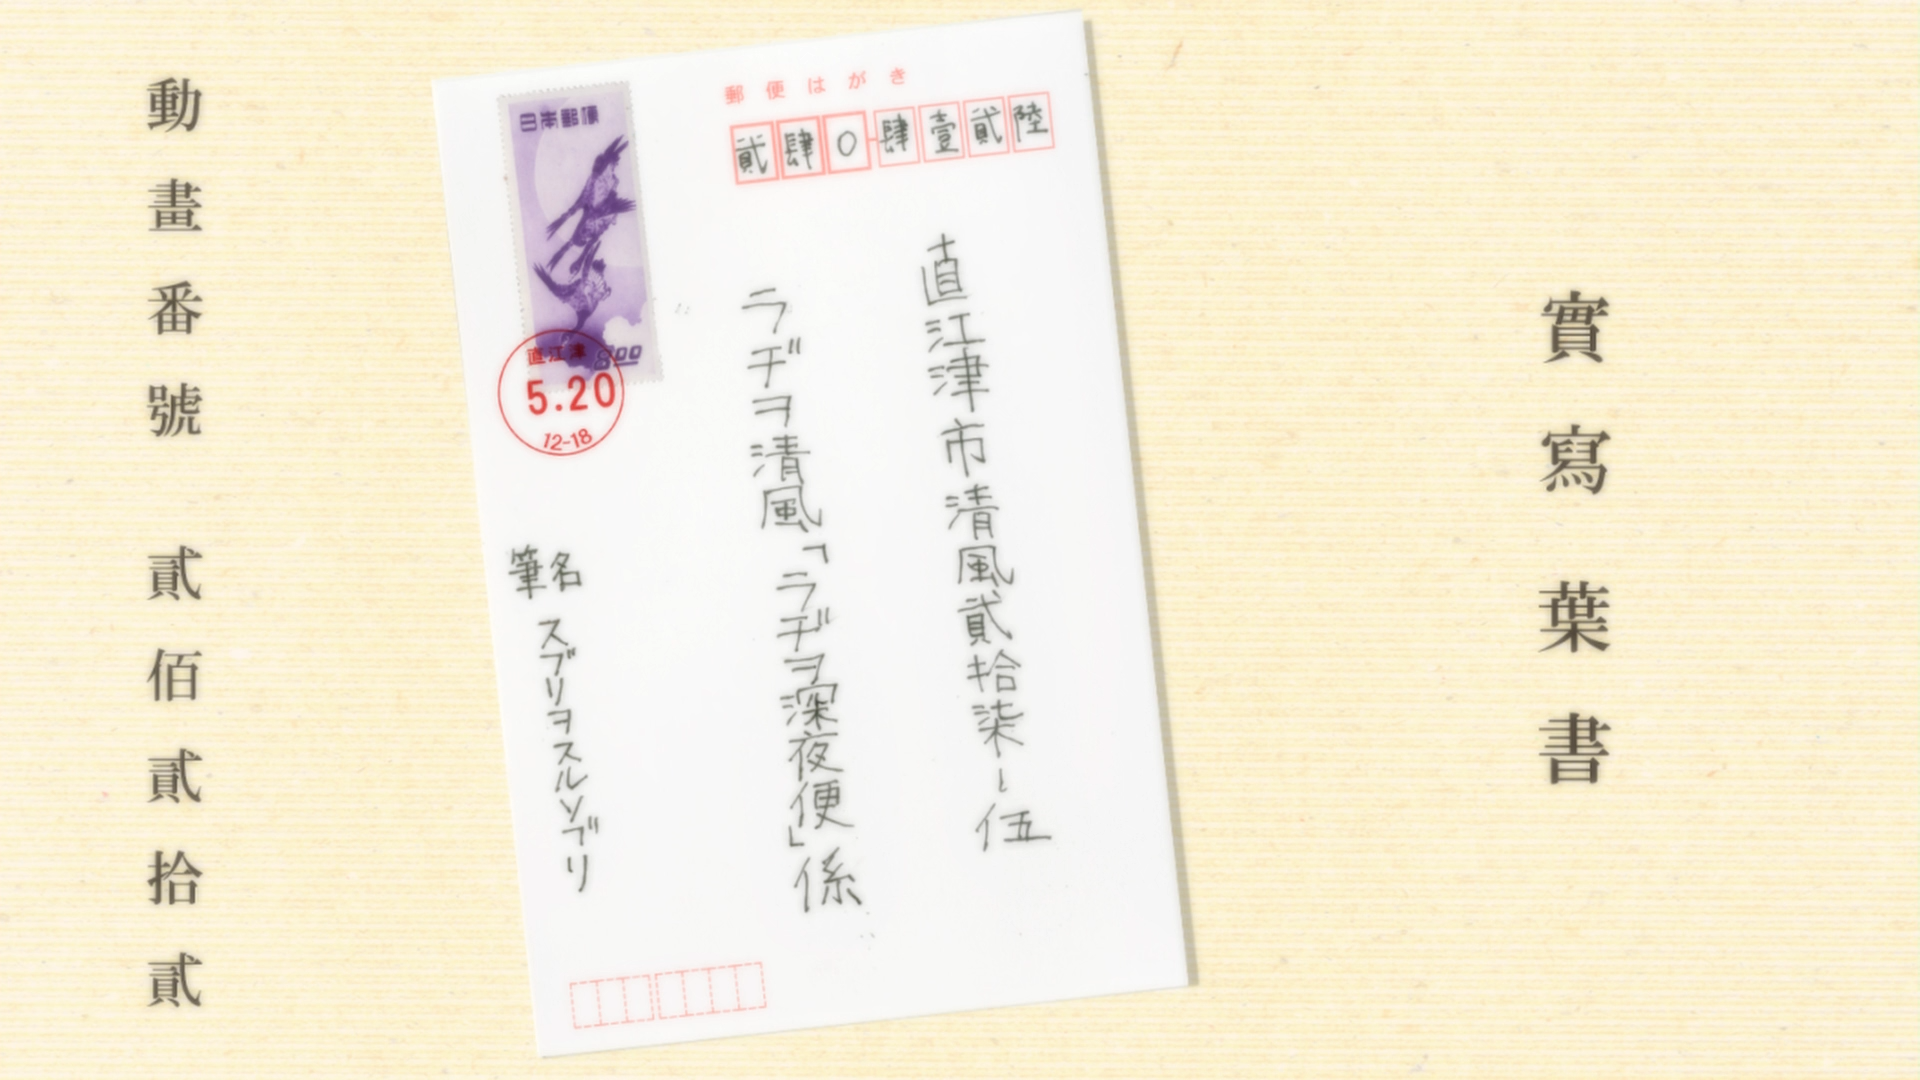 實寫 葉書
郵便はがき
貳肆〇-肆壹貳陸
直江津市清風貳拾柒-伍
ラヂヲ清風「ラヂヲ深夜便」係
日本郵便
8.00
直江津
5.20
12-18
筆名 スブリヲスルソブリ
動畫番號 貳佰貳拾貳